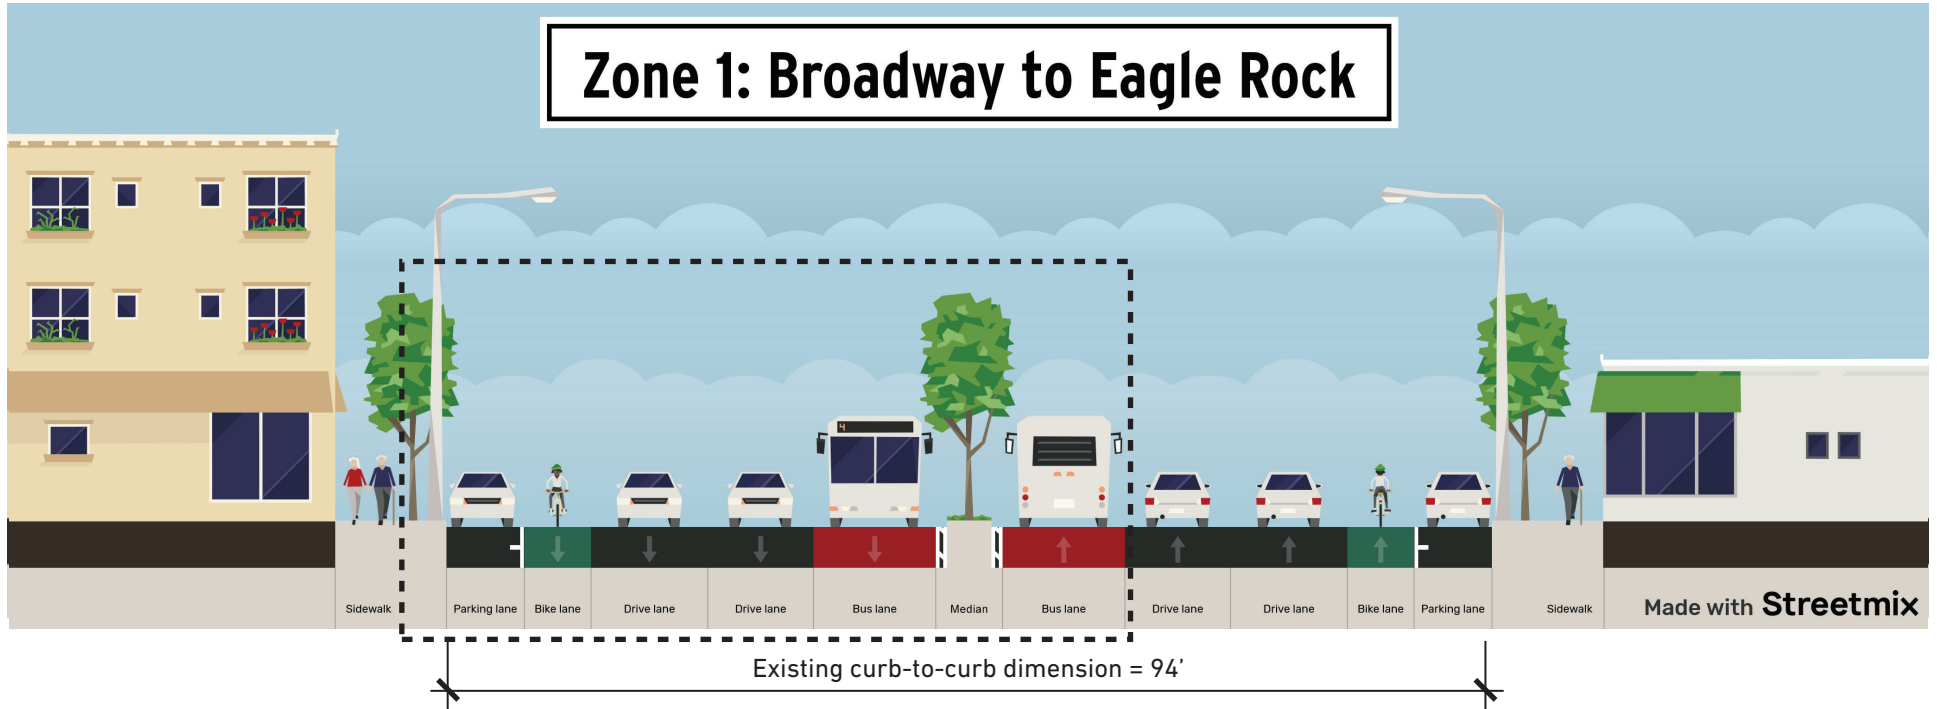 Zone 1: Broadway to Eagle Rock
4
Sidewalk Parking lane Bike lane Drive lane Drive lane Bus lane Median Bus lane Drive lane Drive lane Bike lane Parking lane Sidewalk
Made with Streetmix
Existing curb-to-curb dimension = 94'